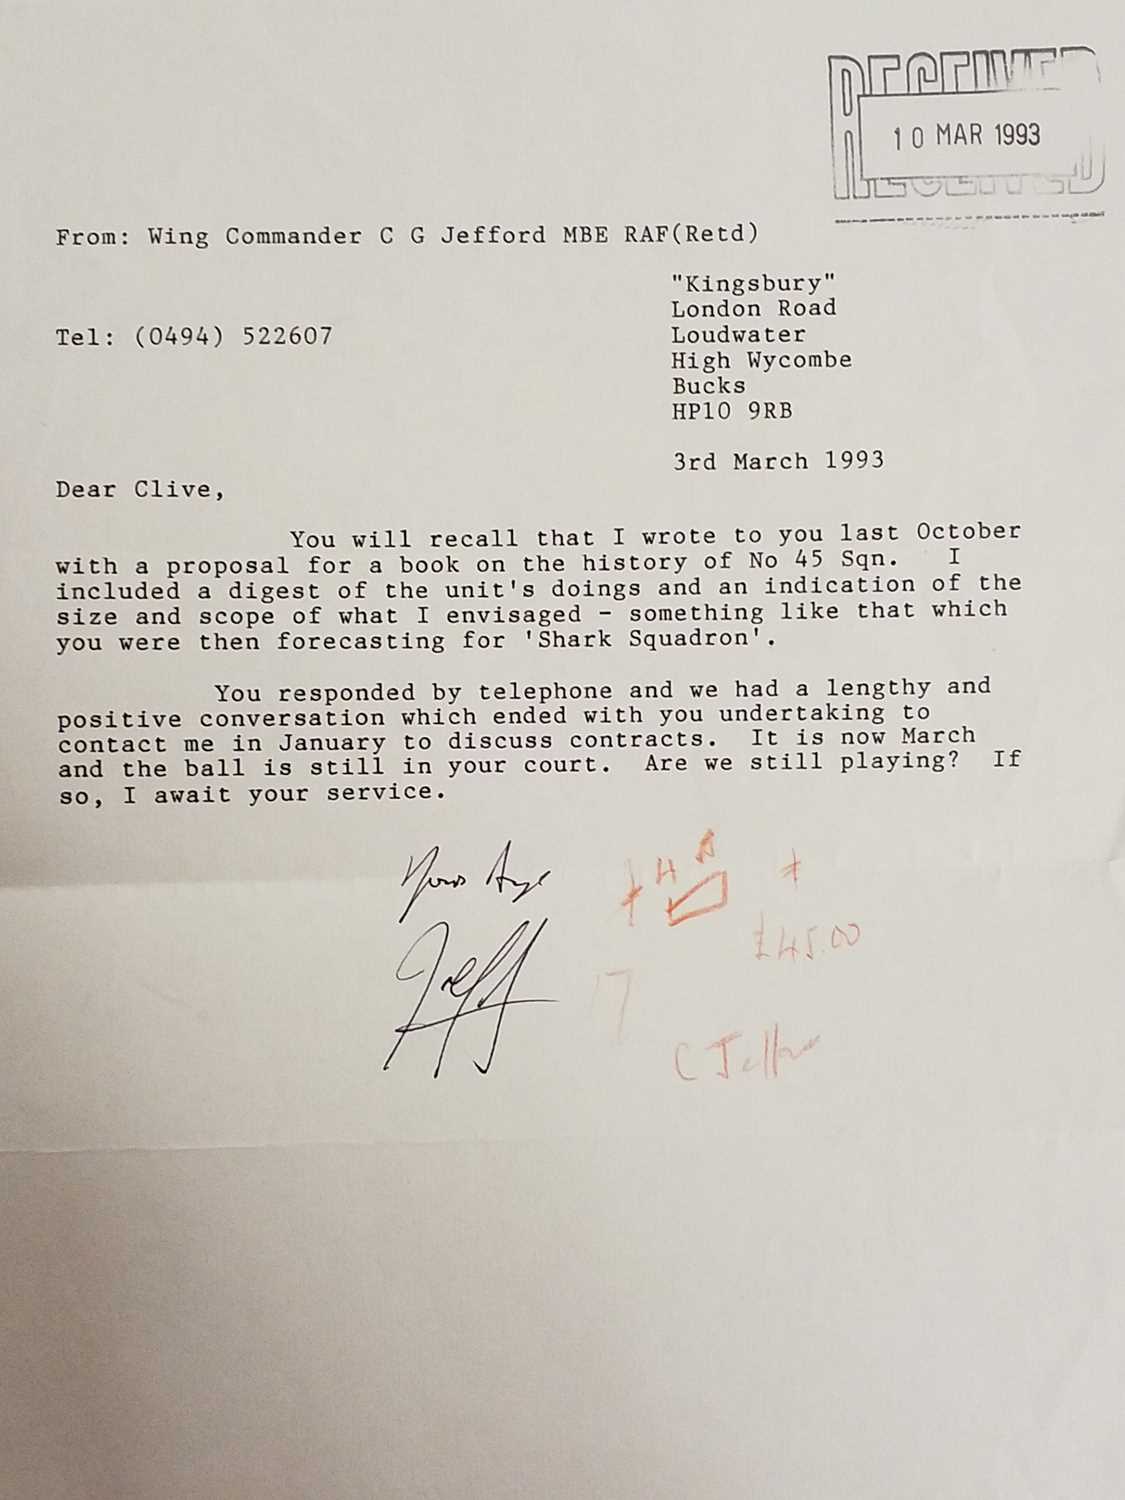 RECEIVED
10 MAR 1993
RECEIVED
From: Wing Commander C G Jefford MBE RAF(Retd)
"Kingsbury"
London Road
Tel: (0494) 522607
Loudwater
High Wycombe
Bucks
HP10 9RB
3rd March 1993
Dear Clive,
You will recall that I wrote to you last October
with a proposal for a book on the history of No 45 Sqn. I
included a digest of the unit's doings and an indication of the
size and scope of what I envisaged - something like that which
you were then forecasting for 'Shark Squadron'.
You responded by telephone and we had a lengthy and
positive conversation which ended with you undertaking to
contact me in January to discuss contracts. It is now March
and the ball is still in your court. Are we still playing? If
so, I await your service.
Yours
Jeff
£45.00
17
C Jefford